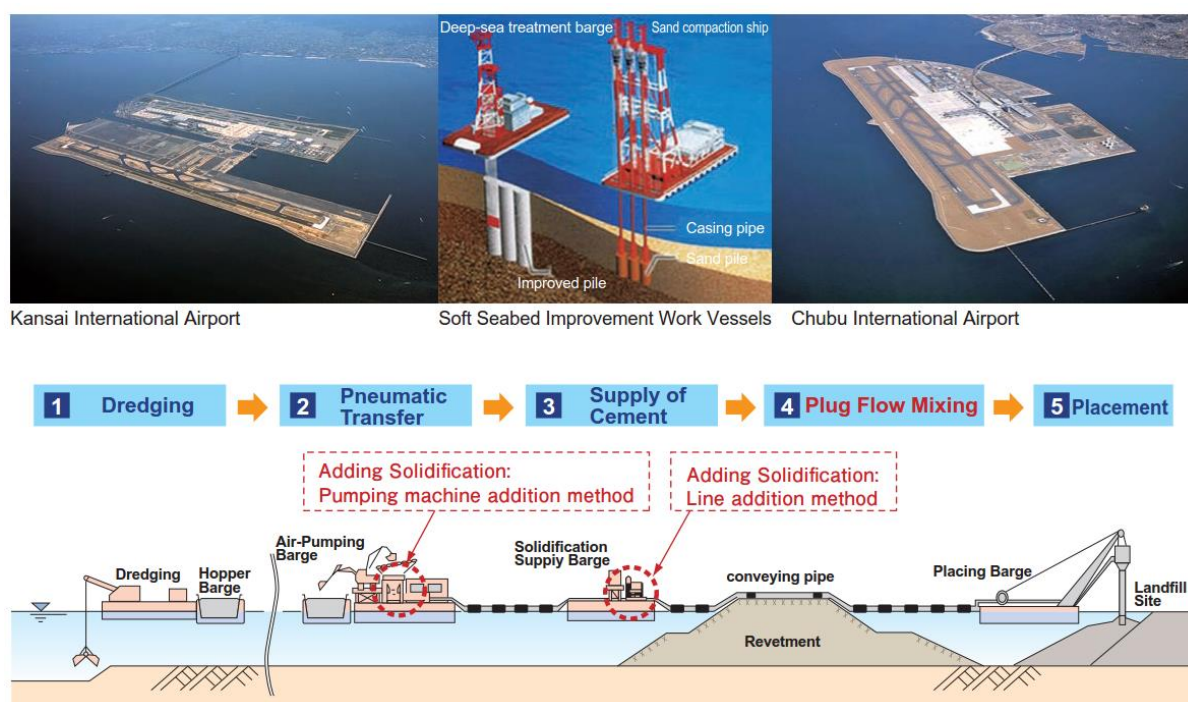 Deep-sea treatment barge
Sand compaction ship
Casing pipe
Sand pile
Improved pile
Kansai International Airport
Soft Seabed Improvement Work Vessels
Chubu International Airport
1 Dredging
2 Pneumatic
Transfer
3 Supply of
Cement
4 Plug Flow Mixing
5 Placement
Adding Solidification:
Pumping machine addition method
Adding Solidification:
Line addition method
Dredging
Hopper
Barge
Air-Pumping
Barge
Solidification
Supply Barge
conveying pipe
Revetment
Placing Barge
Landfill
Site